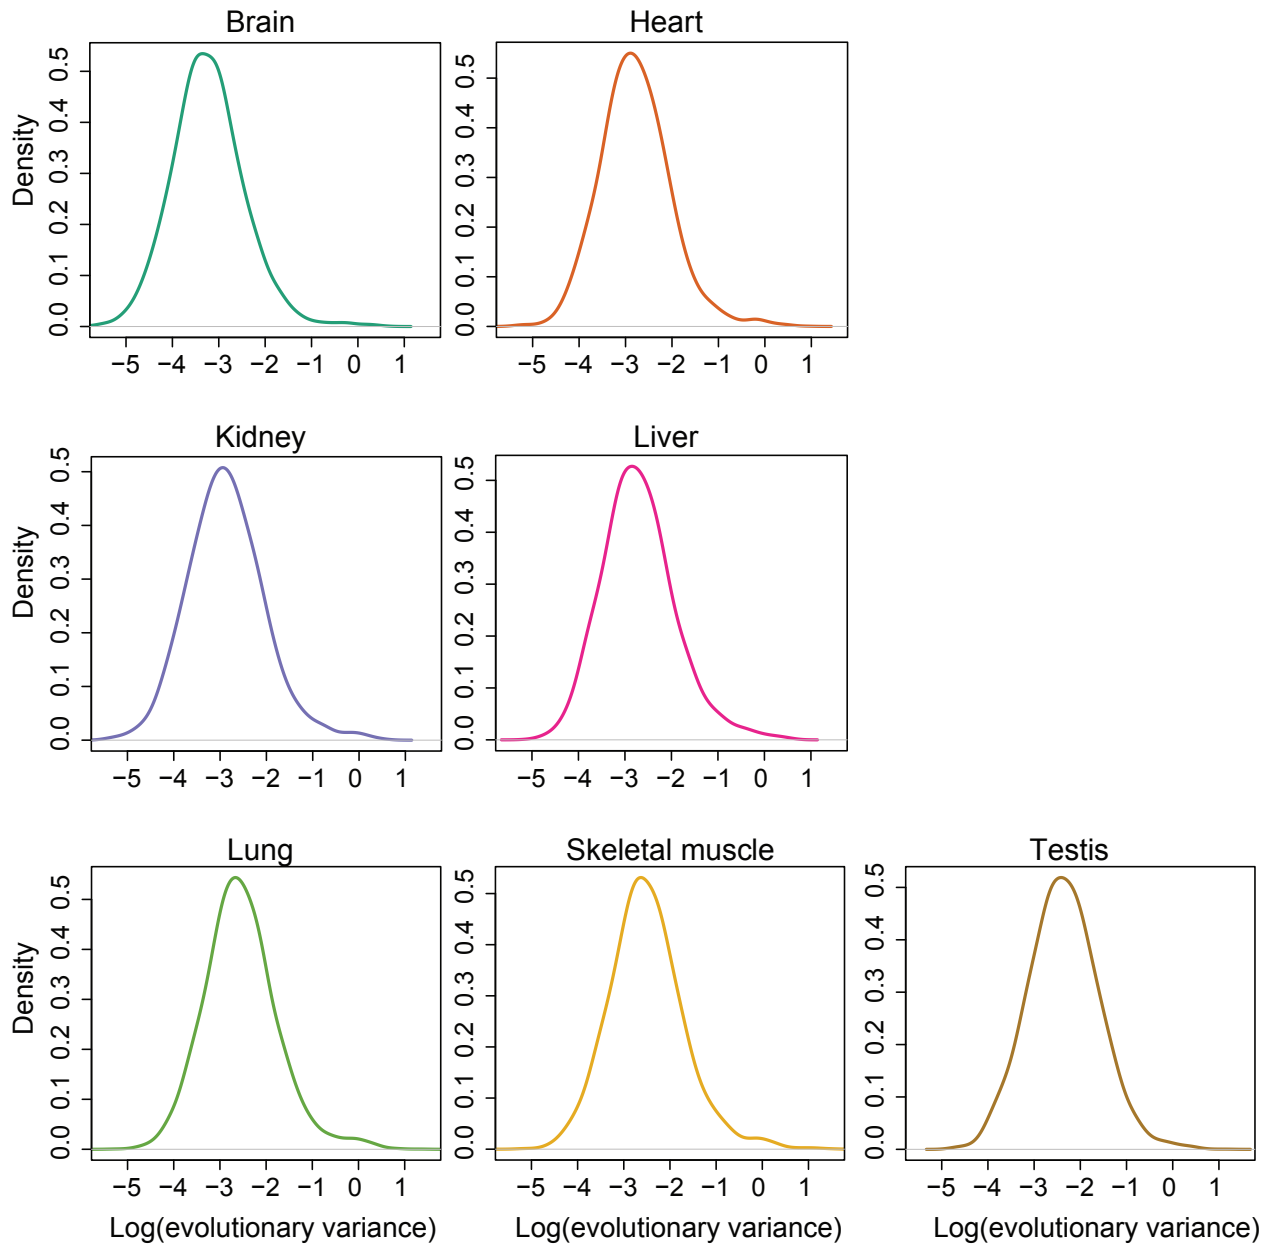 Brain Heart
Density
0.0 0.1 0.2 0.3 0.4 0.5
−5 −4 −3 −2 −1 0 1
0.0 0.1 0.2 0.3 0.4 0.5
−5 −4 −3 −2 −1 0 1
Kidney Liver
Density
0.0 0.1 0.2 0.3 0.4 0.5
−5 −4 −3 −2 −1 0 1
0.0 0.1 0.2 0.3 0.4 0.5
−5 −4 −3 −2 −1 0 1
Lung Skeletal muscle Testis
Density
0.0 0.1 0.2 0.3 0.4 0.5
−5 −4 −3 −2 −1 0 1
0.0 0.1 0.2 0.3 0.4 0.5
−5 −4 −3 −2 −1 0 1
0.0 0.1 0.2 0.3 0.4 0.5
−5 −4 −3 −2 −1 0 1
Log(evolutionary variance) Log(evolutionary variance) Log(evolutionary variance)